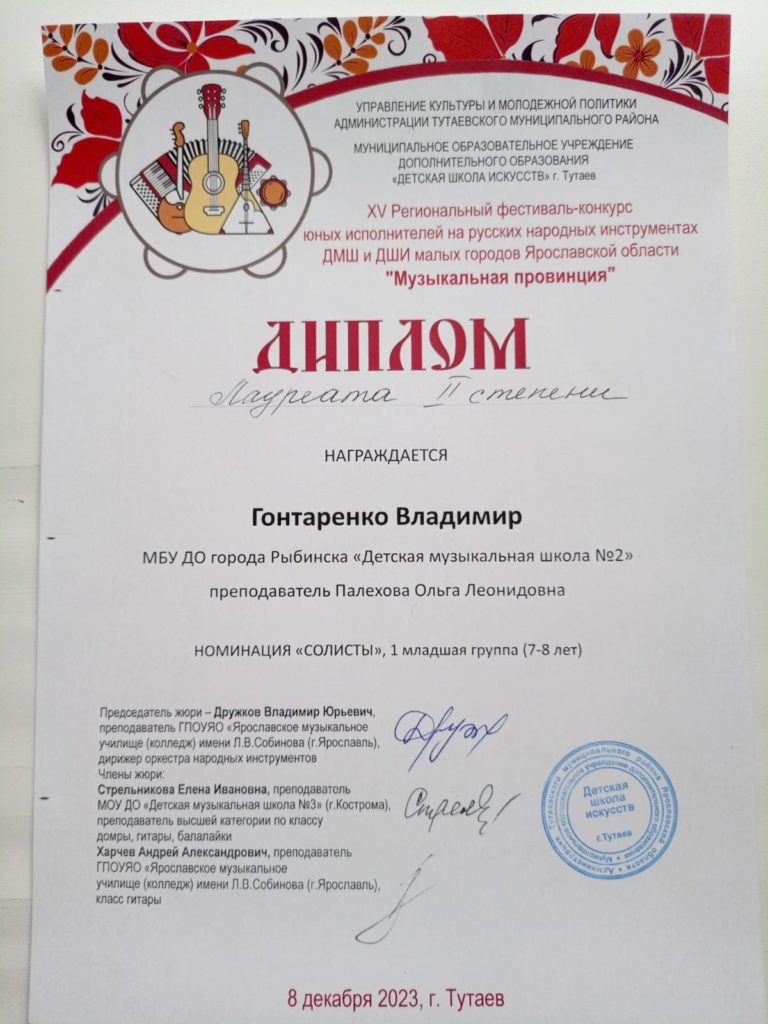 УПРАВЛЕНИЕ КУЛЬТУРЫ И МОЛОДЕЖНОЙ ПОЛИТИКИ
АДМИНИСТРАЦИИ ТУТАЕВСКОГО МУНИЦИПАЛЬНОГО РАЙОНА
МУНИЦИПАЛЬНОЕ ОБРАЗОВАТЕЛЬНОЕ УЧРЕЖДЕНИЕ
ДОПОЛНИТЕЛЬНОГО ОБРАЗОВАНИЯ
«ДЕТСКАЯ ШКОЛА ИСКУССТВ» г. Тутаев
XV Региональный фестиваль-конкурс
юных исполнителей на русских народных инструментах
ДМШ и ДШИ малых городов Ярославской области
"Музыкальная провинция"
ДИПЛОМ
Лауреата II степени
НАГРАЖДАЕТСЯ
Гонтаренко Владимир
МБУ ДО города Рыбинска «Детская музыкальная школа №2»
преподаватель Палехова Ольга Леонидовна
НОМИНАЦИЯ «СОЛИСТЫ», 1 младшая группа (7-8 лет)
Председатель жюри – Дружков Владимир Юрьевич,
преподаватель ГПОУЯО «Ярославское музыкальное
училище (колледж) имени Л.В.Собинова (г.Ярославль),
дирижер оркестра народных инструментов
Члены жюри:
Стрельникова Елена Ивановна, преподаватель
МОУ ДО «Детская музыкальная школа №3» (г.Кострома),
преподаватель высшей категории по классу
домры, гитары, балалайки
Харчев Андрей Александрович, преподаватель
ГПОУЯО «Ярославское музыкальное
училище (колледж) имени Л.В.Собинова (г.Ярославль),
класс гитары
Детская
школа
искусств
г.Тутаев
8 декабря 2023, г. Тутаев